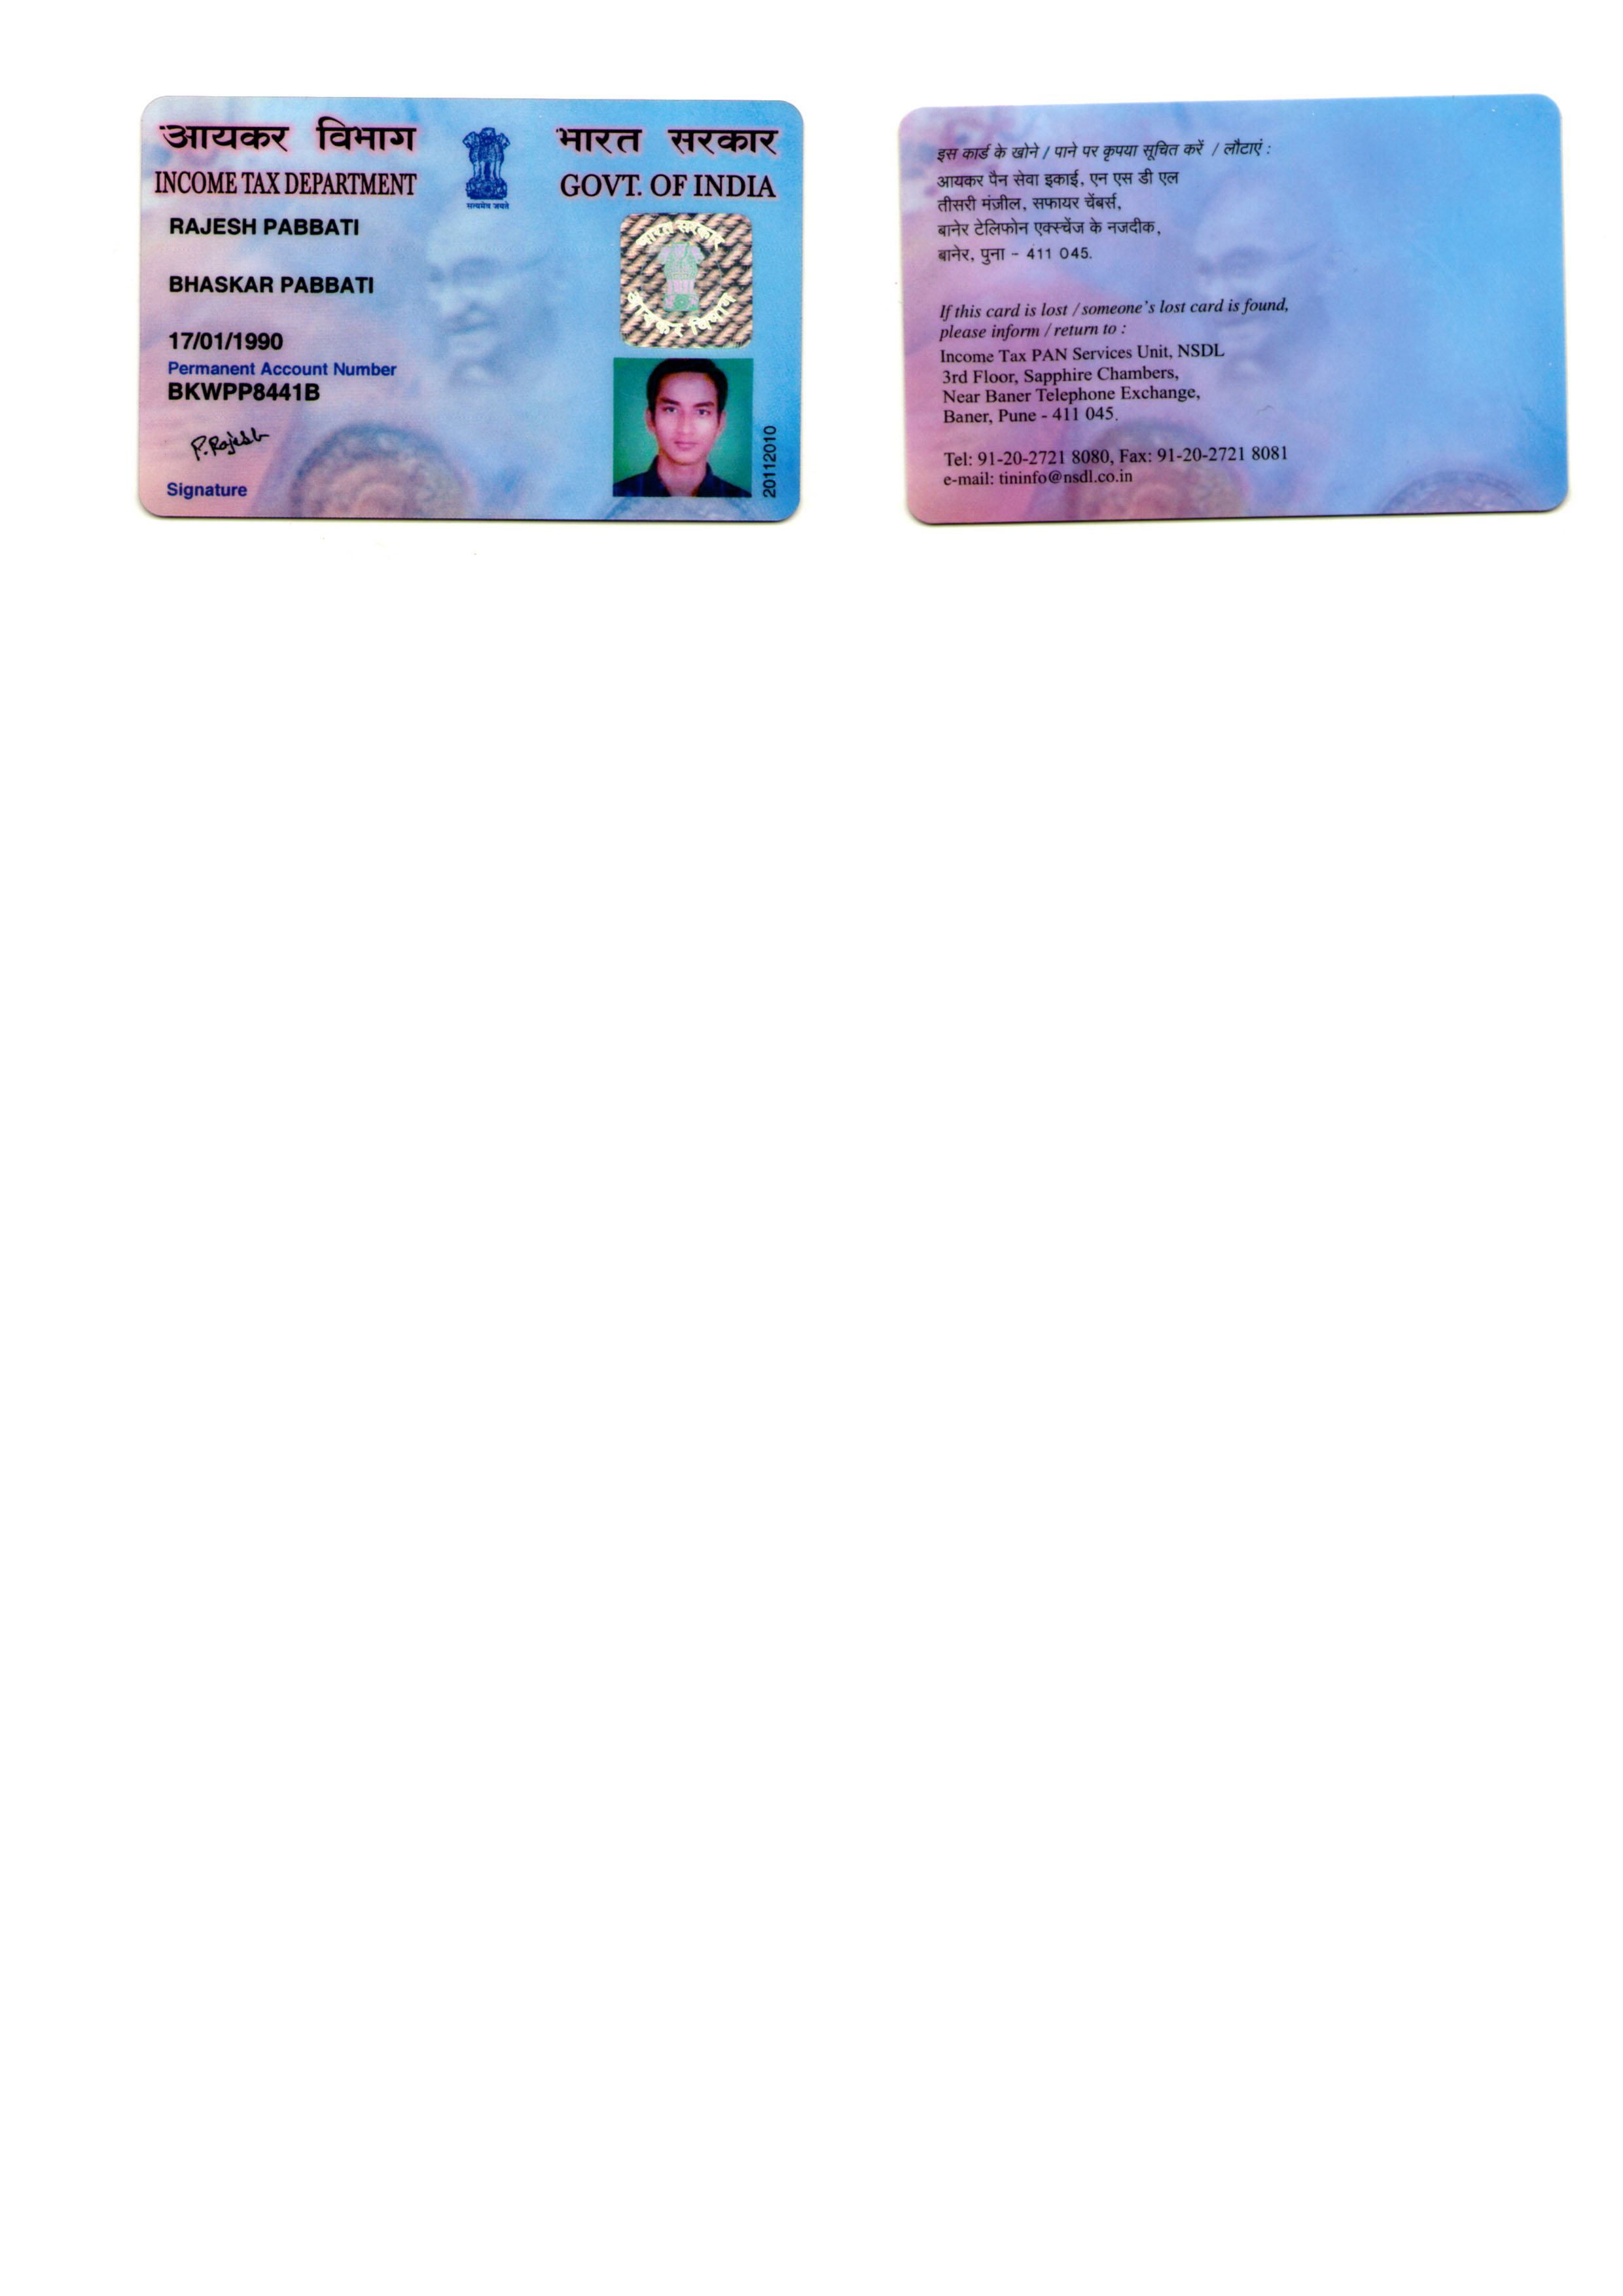 आयकर विभाग
INCOME TAX DEPARTMENT
सत्यमेव जयते
भारत सरकार
GOVT. OF INDIA
RAJESH PABBATI
BHASKAR PABBATI
17/01/1990
Permanent Account Number
BKWPP8441B
P. Rajesh
Signature
भारत सरकार
आयकर विभाग
20112010
इस कार्ड के खोने / पाने पर कृपया सूचित करें / लौटाएं :
आयकर पैन सेवा इकाई, एन एस डी एल
तीसरी मंज़ील, सफायर चेंबर्स,
बानेर टेलिफोन एक्स्चेंज के नजदीक,
बानेर, पुना - 411 045.
If this card is lost / someone's lost card is found,
please inform / return to :
Income Tax PAN Services Unit, NSDL
3rd Floor, Sapphire Chambers,
Near Baner Telephone Exchange,
Baner, Pune - 411 045.
Tel: 91-20-2721 8080, Fax: 91-20-2721 8081
e-mail: tininfo@nsdl.co.in